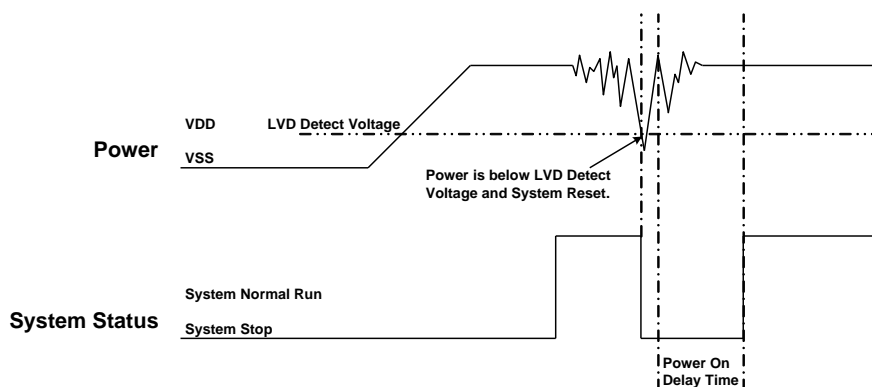 VDD
LVD Detect Voltage
Power
VSS
Power is below LVD Detect
Voltage and System Reset.
System Normal Run
System Status
System Stop
Power On
Delay Time